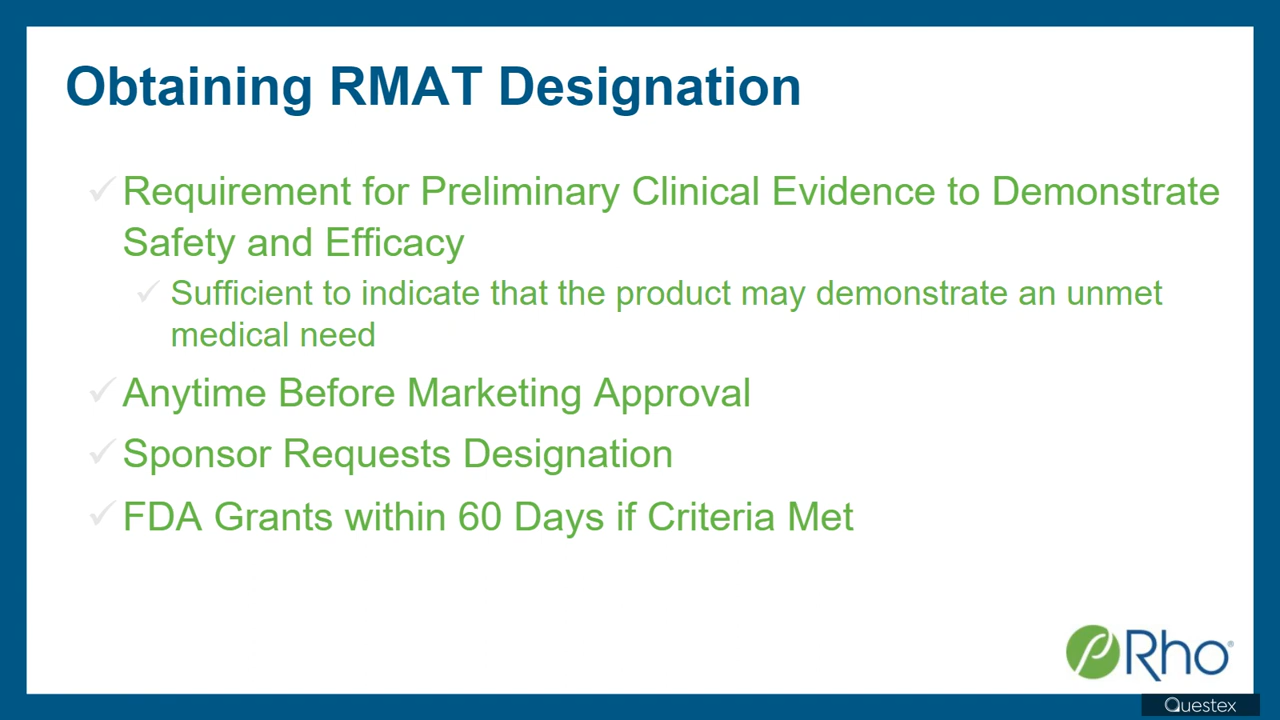 Obtaining RMAT Designation
Requirement for Preliminary Clinical Evidence to Demonstrate
Safety and Efficacy
Sufficient to indicate that the product may demonstrate an unmet
medical need
Anytime Before Marketing Approval
Sponsor Requests Designation
FDA Grants within 60 Days if Criteria Met
Rho®
Questex